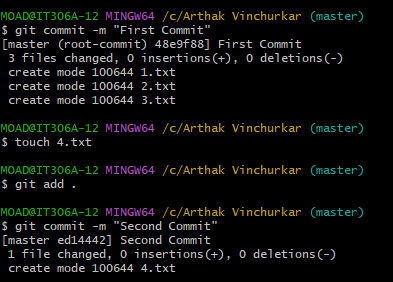 MOAD@IT306A-12 MINGW64 /c/Arthak Vinchurkar (master)
$ git commit -m "First Commit"
[master (root-commit) 48e9f88] First Commit
 3 files changed, 0 insertions(+), 0 deletions(-)
 create mode 100644 1.txt
 create mode 100644 2.txt
 create mode 100644 3.txt

MOAD@IT306A-12 MINGW64 /c/Arthak Vinchurkar (master)
$ touch 4.txt

MOAD@IT306A-12 MINGW64 /c/Arthak Vinchurkar (master)
$ git add .

MOAD@IT306A-12 MINGW64 /c/Arthak Vinchurkar (master)
$ git commit -m "Second Commit"
[master ed14442] Second Commit
 1 file changed, 0 insertions(+), 0 deletions(-)
 create mode 100644 4.txt